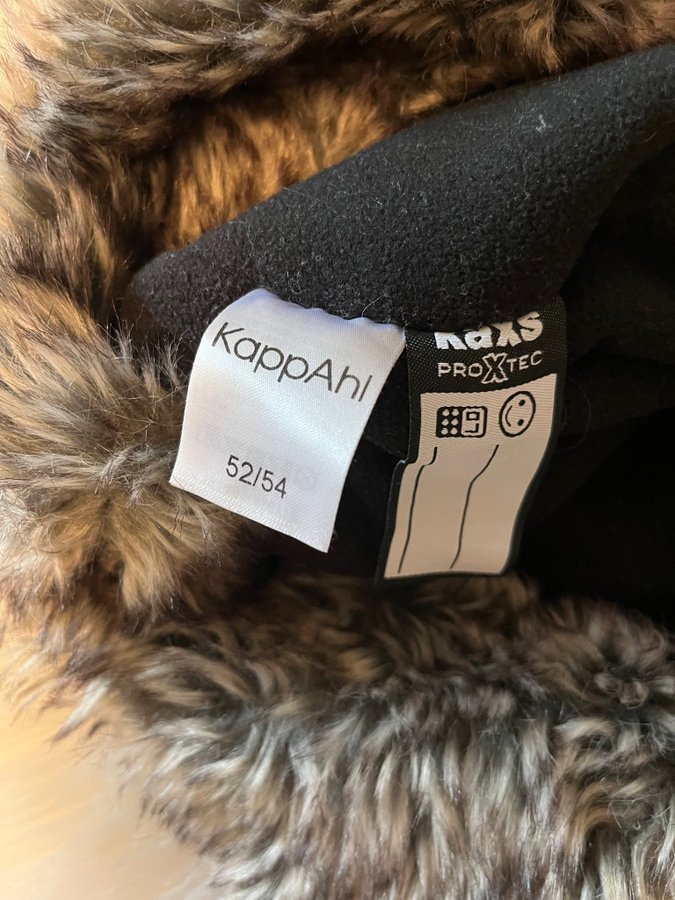 KappAhl
52/54
Kaxs
PROXTEC